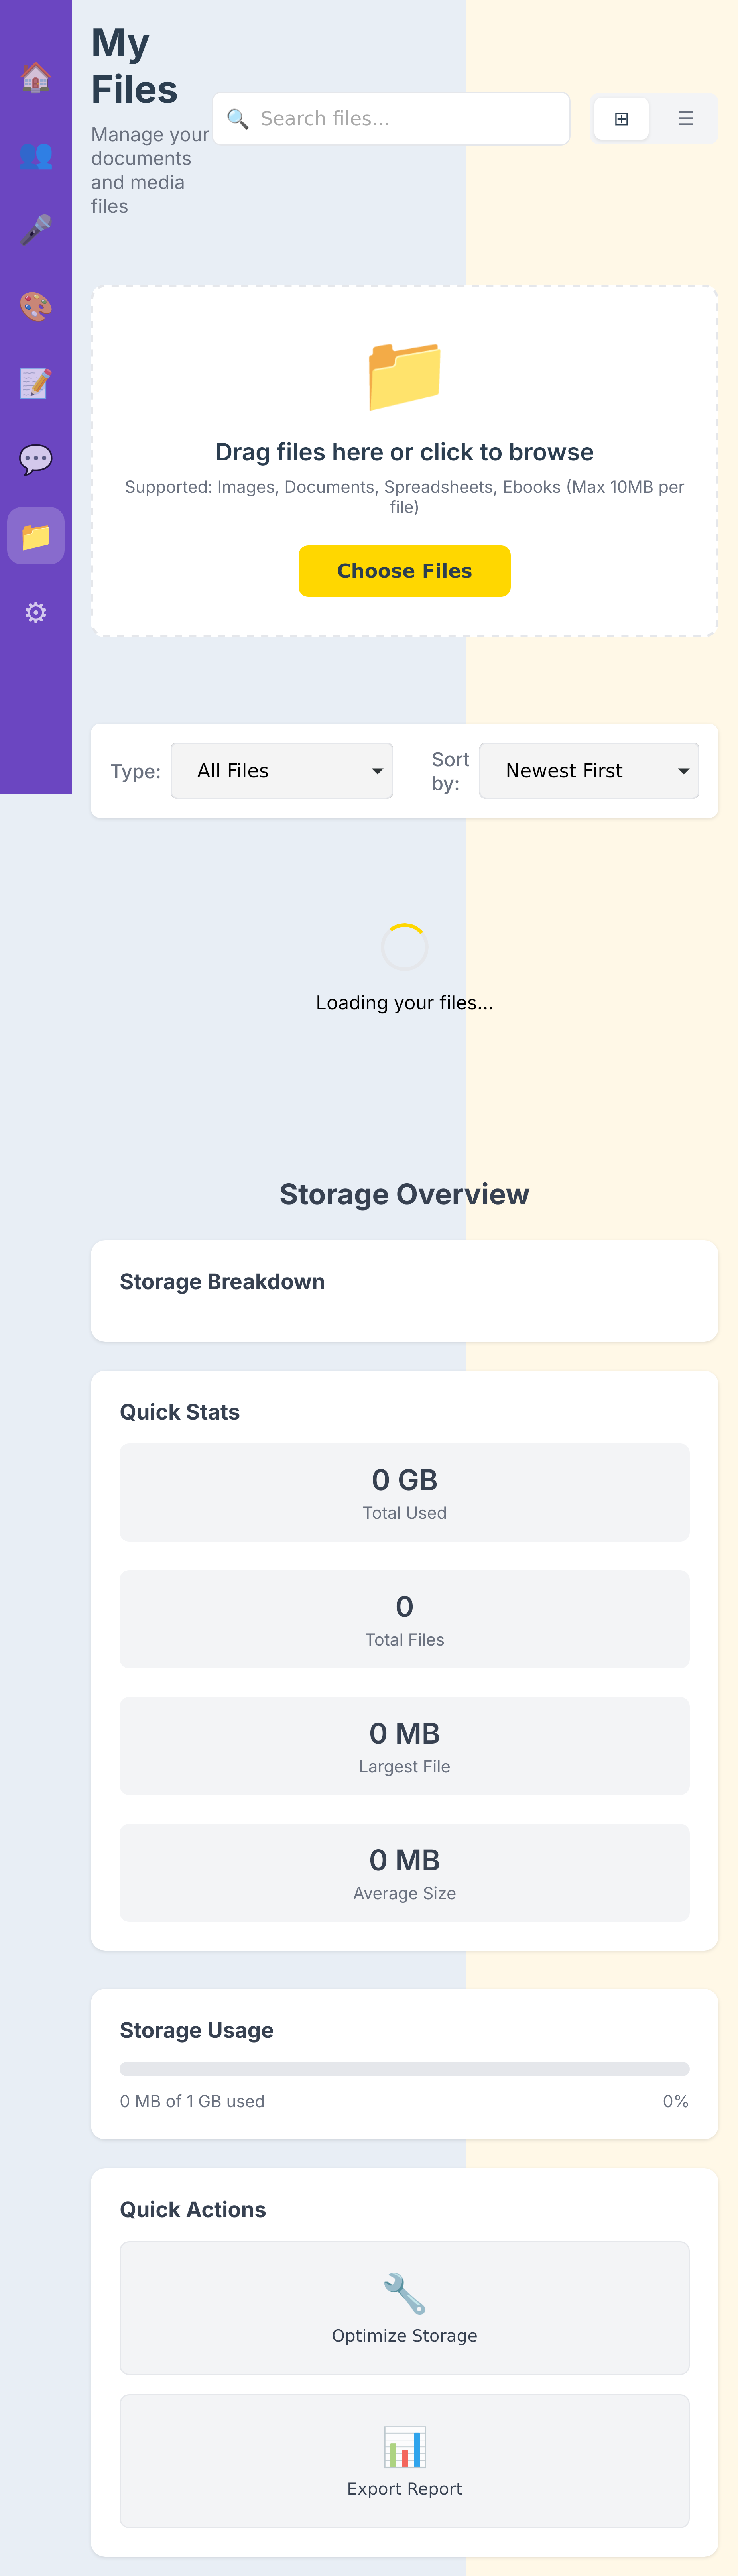 My
Files
Manage your
documents
and media
files
Search files...
Drag files here or click to browse
Supported: Images, Documents, Spreadsheets, Ebooks (Max 10MB per
file)
Choose Files
Type:
All Files
Sort
by:
Newest First
Loading your files...
Storage Overview
Storage Breakdown
Quick Stats
0 GB
Total Used
0
Total Files
0 MB
Largest File
0 MB
Average Size
Storage Usage
0 MB of 1 GB used
0%
Quick Actions
Optimize Storage
Export Report